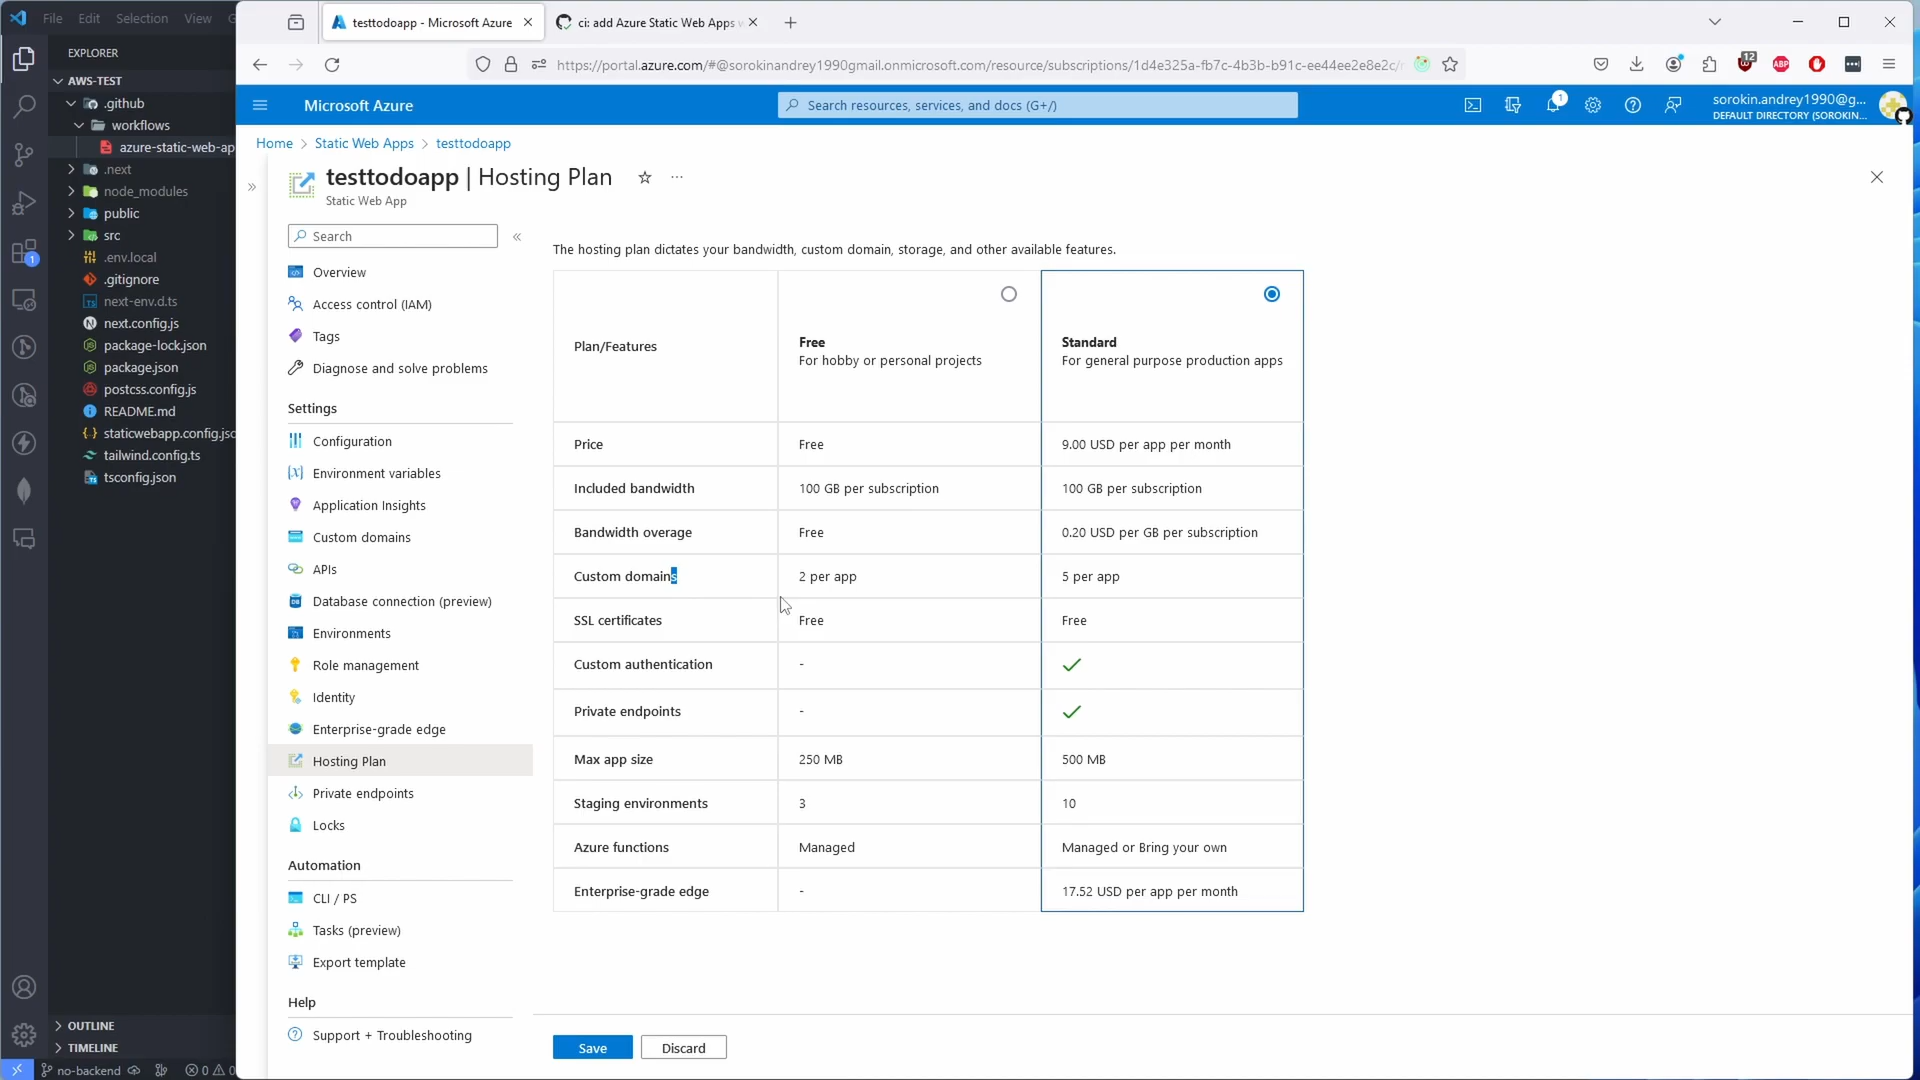 File Edit Selection View G
EXPLORER
AWS-TEST
.github
workflows
azure-static-web-ap
.next
node_modules
public
src
.env.local
.gitignore
next-env.d.ts
next.config.js
package-lock.json
package.json
postcss.config.js
README.md
staticwebapp.config.jsc
tailwind.config.ts
tsconfig.json
OUTLINE
TIMELINE
no-backend 0 0
1
testtodoapp - Microsoft Azure
ci: add Azure Static Web Apps w
https://portal.azure.com/#@sorokinandrey1990gmail.onmicrosoft.com/resource/subscriptions/1d4e325a-fb7c-4b3b-b91c-ee44ee2e8e2c/r
12
ABP
Microsoft Azure
Search resources, services, and docs (G+/)
1
sorokin.andrey1990@g...
DEFAULT DIRECTORY (SOROKIN...
Home > Static Web Apps > testtodoapp
testtodoapp | Hosting Plan
Static Web App
Search
Overview
Access control (IAM)
Tags
Diagnose and solve problems
Settings
Configuration
Environment variables
Application Insights
Custom domains
APIs
Database connection (preview)
Environments
Role management
Identity
Enterprise-grade edge
Hosting Plan
Private endpoints
Locks
Automation
CLI / PS
Tasks (preview)
Export template
Help
Support + Troubleshooting
The hosting plan dictates your bandwidth, custom domain, storage, and other available features.
Plan/Features
Free
For hobby or personal projects
Standard
For general purpose production apps
Price Free 9.00 USD per app per month
Included bandwidth 100 GB per subscription 100 GB per subscription
Bandwidth overage Free 0.20 USD per GB per subscription
Custom domains 2 per app 5 per app
SSL certificates Free Free
Custom authentication -
Private endpoints -
Max app size 250 MB 500 MB
Staging environments 3 10
Azure functions Managed Managed or Bring your own
Enterprise-grade edge - 17.52 USD per app per month
Save Discard